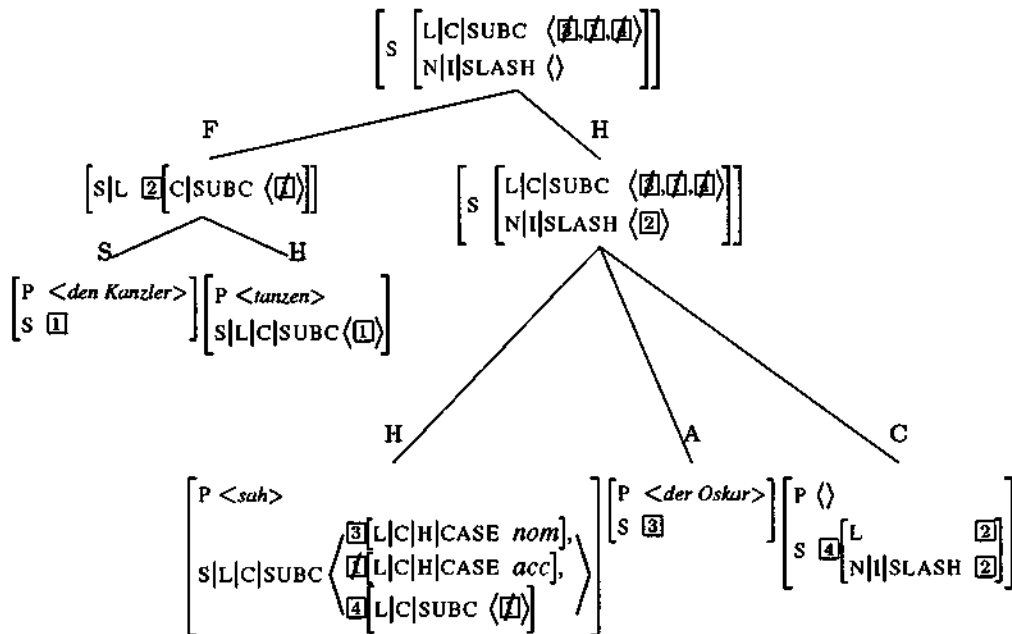 [S [L|C|SUBC ⟨[3̸],[1̸],[4̸]⟩
N|I|SLASH ⟨⟩]]
F H
[S|L [2][C|SUBC ⟨[1̸]⟩]]
[S [L|C|SUBC ⟨[3̸],[1̸],[4̸]⟩
N|I|SLASH ⟨[2]⟩]]
S H
[P <den Kanzler>
S [1]]
[P <tanzen>
S|L|C|SUBC⟨[1]⟩]
H A C
[P <sah>
S|L|C|SUBC ⟨[3][L|C|H|CASE nom],
[1̸][L|C|H|CASE acc],
[4][L|C|SUBC ⟨[1̸]⟩]⟩]
[P <der Oskar>
S [3]]
[P ⟨⟩
S [4][L [2]
N|I|SLASH [2]]]